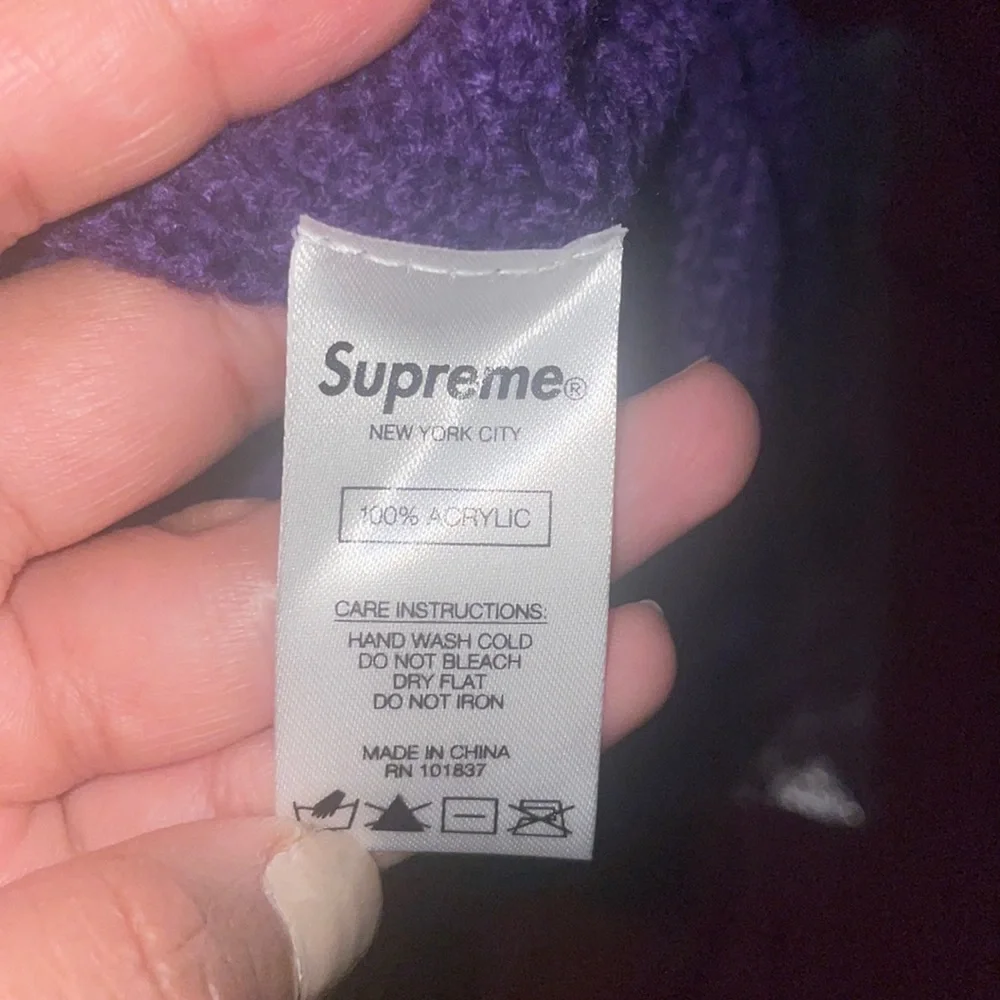 Supreme®
NEW YORK CITY
100% ACRYLIC
CARE INSTRUCTIONS:
HAND WASH COLD
DO NOT BLEACH
DRY FLAT
DO NOT IRON
MADE IN CHINA
RN 101837